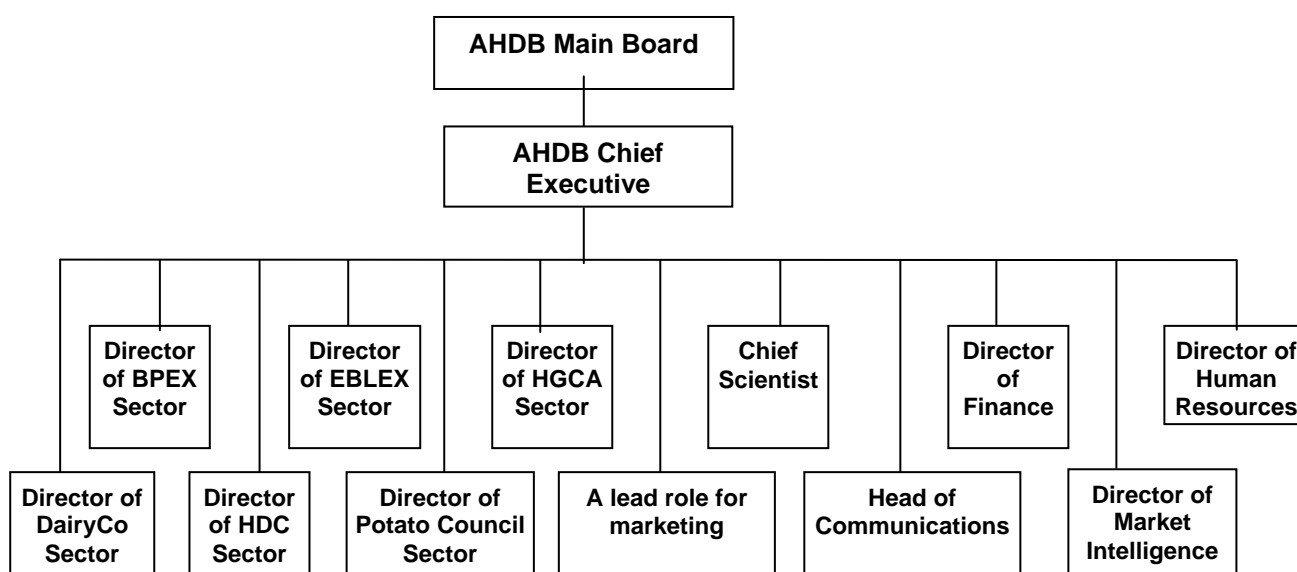 AHDB Main Board
AHDB Chief
Executive
Director
of BPEX
Sector
Director
of EBLEX
Sector
Director
of HGCA
Sector
Chief
Scientist
Director
of
Finance
Director of
Human
Resources
Director of
DairyCo
Sector
Director
of HDC
Sector
Director of
Potato Council
Sector
A lead role for
marketing
Head of
Communications
Director of
Market
Intelligence